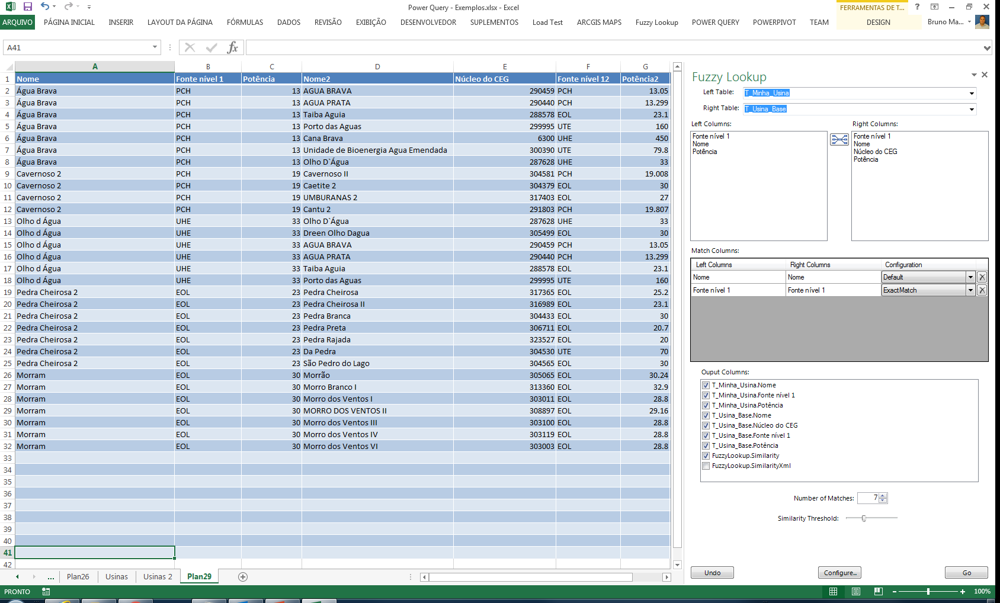 Power Query - Exemplos.xlsx - Excel
FERRAMENTAS DE T...
ARQUIVO PÁGINA INICIAL INSERIR LAYOUT DA PÁGINA FÓRMULAS DADOS REVISÃO EXIBIÇÃO DESENVOLVEDOR SUPLEMENTOS Load Test ARCGIS MAPS Fuzzy Lookup POWER QUERY POWERPIVOT TEAM DESIGN Bruno Ma...
A41
fx
A B C D E F G
1 Nome Fonte nível 1 Potência Nome2 Núcleo do CEG Fonte nível 12 Potência2
2 Água Brava PCH 13 AGUA BRAVA 290459 PCH 13.05
3 Água Brava PCH 13 AGUA PRATA 290440 PCH 13.299
4 Água Brava PCH 13 Taiba Aguia 288578 EOL 23.1
5 Água Brava PCH 13 Porto das Aguas 299995 UTE 160
6 Água Brava PCH 13 Cana Brava 6300 UHE 450
7 Água Brava PCH 13 Unidade de Bioenergia Agua Emendada 300390 UTE 79.8
8 Água Brava PCH 13 Olho D`Água 287628 UHE 33
9 Cavernoso 2 PCH 19 Cavernoso II 304581 PCH 19.008
10 Cavernoso 2 PCH 19 Caetite 2 304379 EOL 30
11 Cavernoso 2 PCH 19 UMBURANAS 2 317403 EOL 27
12 Cavernoso 2 PCH 19 Cantu 2 291803 PCH 19.807
13 Olho d Água UHE 33 Olho D`Água 287628 UHE 33
14 Olho d Água UHE 33 Dreen Olho Dagua 305499 EOL 30
15 Olho d Água UHE 33 AGUA BRAVA 290459 PCH 13.05
16 Olho d Água UHE 33 AGUA PRATA 290440 PCH 13.299
17 Olho d Água UHE 33 Taiba Aguia 288578 EOL 23.1
18 Olho d Água UHE 33 Porto das Aguas 299995 UTE 160
19 Pedra Cheirosa 2 EOL 23 Pedra Cheirosa 317365 EOL 25.2
20 Pedra Cheirosa 2 EOL 23 Pedra Cheirosa II 316989 EOL 23.1
21 Pedra Cheirosa 2 EOL 23 Pedra Branca 304433 EOL 30
22 Pedra Cheirosa 2 EOL 23 Pedra Preta 306711 EOL 20.7
23 Pedra Cheirosa 2 EOL 23 Pedra Rajada 323527 EOL 20
24 Pedra Cheirosa 2 EOL 23 Da Pedra 304530 UTE 70
25 Pedra Cheirosa 2 EOL 23 São Pedro do Lago 304565 EOL 30
26 Morram EOL 30 Morrão 305065 EOL 30.24
27 Morram EOL 30 Morro Branco I 313360 EOL 32.9
28 Morram EOL 30 Morro dos Ventos I 303011 EOL 28.8
29 Morram EOL 30 MORRO DOS VENTOS II 308897 EOL 29.16
30 Morram EOL 30 Morro dos Ventos III 303100 EOL 28.8
31 Morram EOL 30 Morro dos Ventos IV 303119 EOL 28.8
32 Morram EOL 30 Morro dos Ventos VI 303003 EOL 28.8
33
34
35
36
37
38
39
40
41
42
Fuzzy Lookup
Left Table: T_Minha_Usina
Right Table: T_Usina_Base
Left Columns: Right Columns:
Fonte nível 1 Fonte nível 1
Nome Nome
Potência Núcleo do CEG
Potência
Match Columns:
Left Columns Right Columns Configuration
Nome Nome Default
Fonte nível 1 Fonte nível 1 ExactMatch
Ouput Columns:
T_Minha_Usina.Nome
T_Minha_Usina.Fonte nível 1
T_Minha_Usina.Potência
T_Usina_Base.Nome
T_Usina_Base.Núcleo do CEG
T_Usina_Base.Fonte nível 1
T_Usina_Base.Potência
FuzzyLookup.Similarity
FuzzyLookup.SimilarityXml
Number of Matches: 7
Similarity Threshold:
Undo Configure... Go
... Plan26 Usinas Usinas 2 Plan29
PRONTO 100%